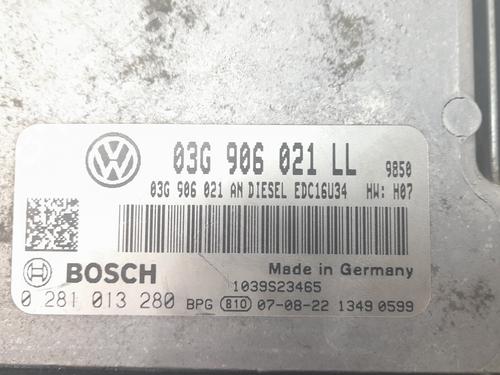 03G 906 021 LL 9850
03G 906 021 AN DIESEL EDC16U34 HW: H07
BOSCH
Made in Germany
1039S23465
0 281 013 280 BPG 810 07-08-22 1349 0599